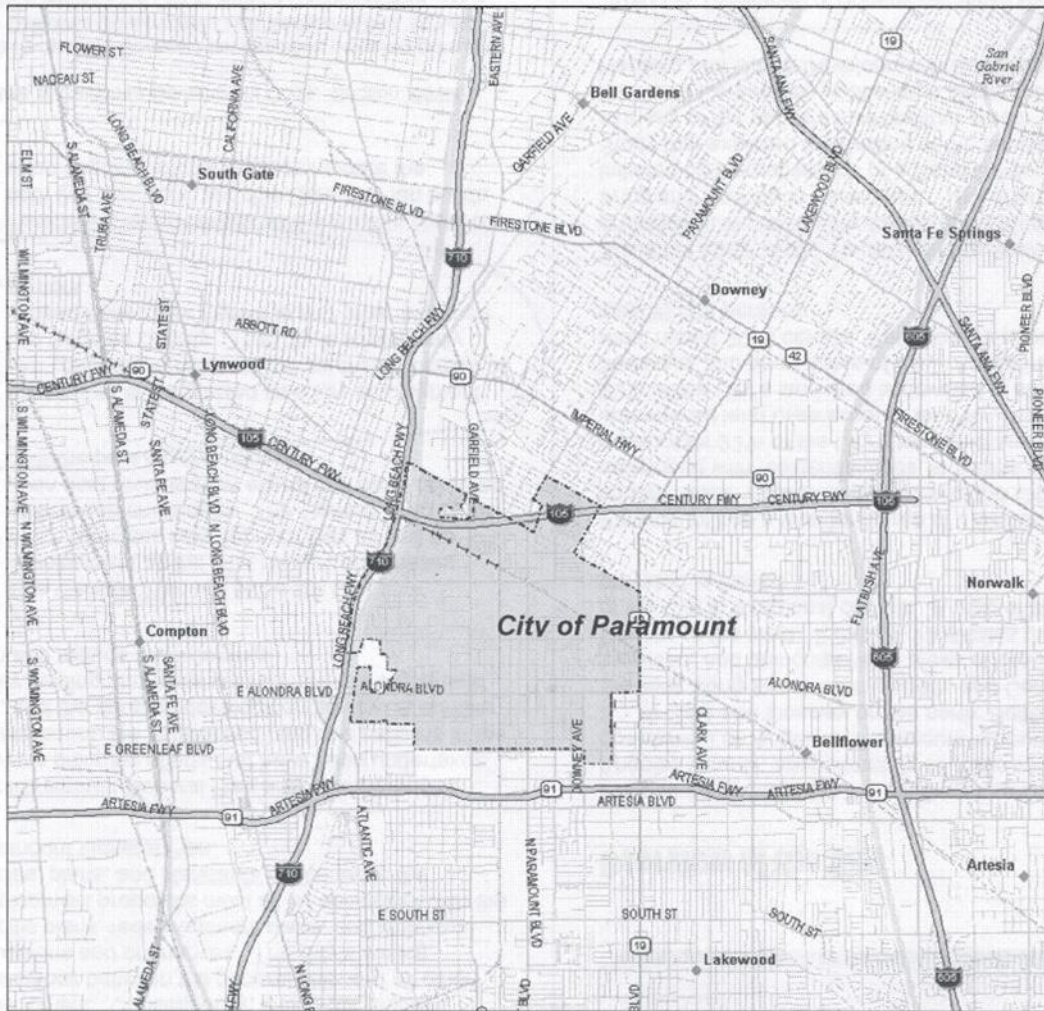 FLOWER ST
NADEAU ST
CALIFORNIA AVE
EASTERN AVE
SANTA ANA FWY
19
San
Gabriel
River
Bell Gardens
GARFIELD AVE
LONG BEACH BLVD
ELM ST
S ALAMEDA ST
South Gate
TRUBA AVE
FIRESTONE BLVD
FIRESTONE BLVD
PARAMOUNT BLVD
LAKEWOOD BLVD
Santa Fe Springs
WILMINGTON AVE
710
Downey
PIONEER BLVD
STATE ST
ABBOTT RD
LONG BEACH FWY
19
42
605
SANTA ANA FWY
CENTURY FWY
90
Lynwood
90
STATE ST
S ALAMEDA ST
SANTA FE AVE
LONG BEACH BLVD
105
CENTURY FWY
IMPERIAL HWY
FIRESTONE BLVD
PIONEER BLVD
S WILMINGTON AVE
LONG BEACH FWY
GARFIELD AVE
90
CENTURY FWY
CENTURY FWY
105
105
N WILMINGTON AVE
N LONG BEACH BLVD
710
FLATBUSH AVE
Norwalk
LONG BEACH FWY
City of Paramount
19
Compton
605
S WILMINGTON AVE
S ALAMEDA ST
SANTA FE AVE
E ALONDRA BLVD
ALONDRA BLVD
ALONDRA BLVD
CLARK AVE
E GREENLEAF BLVD
DOWNEY AVE
Bellflower
ARTESIA FWY
91
ARTESIA FWY
91
ARTESIA BLVD
ARTESIA FWY
ARTESIA FWY
91
ATLANTIC AVE
710
N PARAMOUNT BLVD
Artesia
E SOUTH ST
SOUTH ST
SOUTH ST
19
Lakewood
605
ALAMEDA ST
FWY
BLVD
BLVD